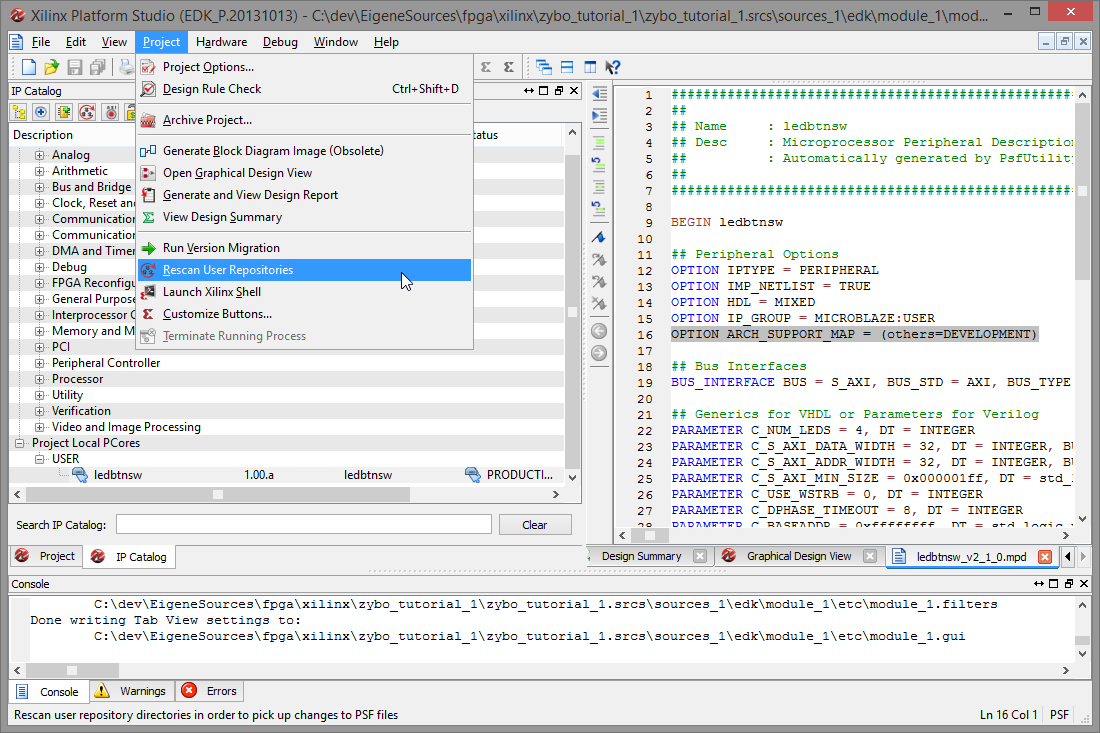 Xilinx Platform Studio (EDK_P.20131013) - C:\dev\EigeneSources\fpga\xilinx\zybo_tutorial_1\zybo_tutorial_1.srcs\sources_1\edk\module_1\mod...
File Edit View Project Hardware Debug Window Help
Project Options...
Design Rule Check Ctrl+Shift+D
Archive Project...
Generate Block Diagram Image (Obsolete)
Open Graphical Design View
Generate and View Design Report
View Design Summary
Run Version Migration
Rescan User Repositories
Launch Xilinx Shell
Customize Buttons...
Terminate Running Process
IP Catalog
Description tatus
Analog
Arithmetic
Bus and Bridge
Clock, Reset an
Communication
Communication
DMA and Timer
Debug
FPGA Reconfigu
General Purpose
Interprocessor C
Memory and M
PCI
Peripheral Controller
Processor
Utility
Verification
Video and Image Processing
Project Local PCores
USER
ledbtnsw 1.00.a ledbtnsw PRODUCTI...
Search IP Catalog: Clear
Project IP Catalog
1 ##################################################
2 ##
3 ## Name : ledbtnsw
4 ## Desc : Microprocessor Peripheral Description
5 ## : Automatically generated by PsfUtility
6 ##
7 ##################################################
8
9 BEGIN ledbtnsw
10
11 ## Peripheral Options
12 OPTION IPTYPE = PERIPHERAL
13 OPTION IMP_NETLIST = TRUE
14 OPTION HDL = MIXED
15 OPTION IP_GROUP = MICROBLAZE:USER
16 OPTION ARCH_SUPPORT_MAP = (others=DEVELOPMENT)
17
18 ## Bus Interfaces
19 BUS_INTERFACE BUS = S_AXI, BUS_STD = AXI, BUS_TYPE
20
21 ## Generics for VHDL or Parameters for Verilog
22 PARAMETER C_NUM_LEDS = 4, DT = INTEGER
23 PARAMETER C_S_AXI_DATA_WIDTH = 32, DT = INTEGER, BU
24 PARAMETER C_S_AXI_ADDR_WIDTH = 32, DT = INTEGER, BU
25 PARAMETER C_S_AXI_MIN_SIZE = 0x000001ff, DT = std_l
26 PARAMETER C_USE_WSTRB = 0, DT = INTEGER
27 PARAMETER C_DPHASE_TIMEOUT = 8, DT = INTEGER
28 PARAMETER C_BASEADDR = 0xffffffff, DT = std_logic_v
Design Summary Graphical Design View ledbtnsw_v2_1_0.mpd
Console
C:\dev\EigeneSources\fpga\xilinx\zybo_tutorial_1\zybo_tutorial_1.srcs\sources_1\edk\module_1\etc\module_1.filters
Done writing Tab View settings to:
C:\dev\EigeneSources\fpga\xilinx\zybo_tutorial_1\zybo_tutorial_1.srcs\sources_1\edk\module_1\etc\module_1.gui
Console Warnings Errors
Rescan user repository directories in order to pick up changes to PSF files Ln 16 Col 1 PSF